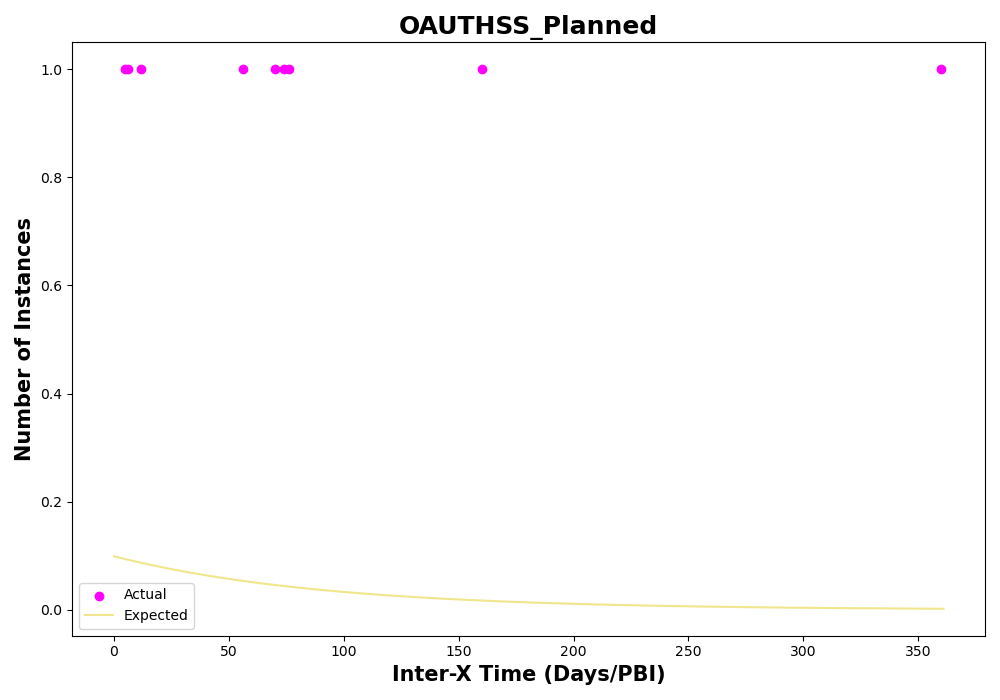 OAUTHSS_Planned
Number of Instances
1.0
0.8
0.6
0.4
0.2
0.0
Actual
Expected
0 50 100 150 200 250 300 350
Inter-X Time (Days/PBI)